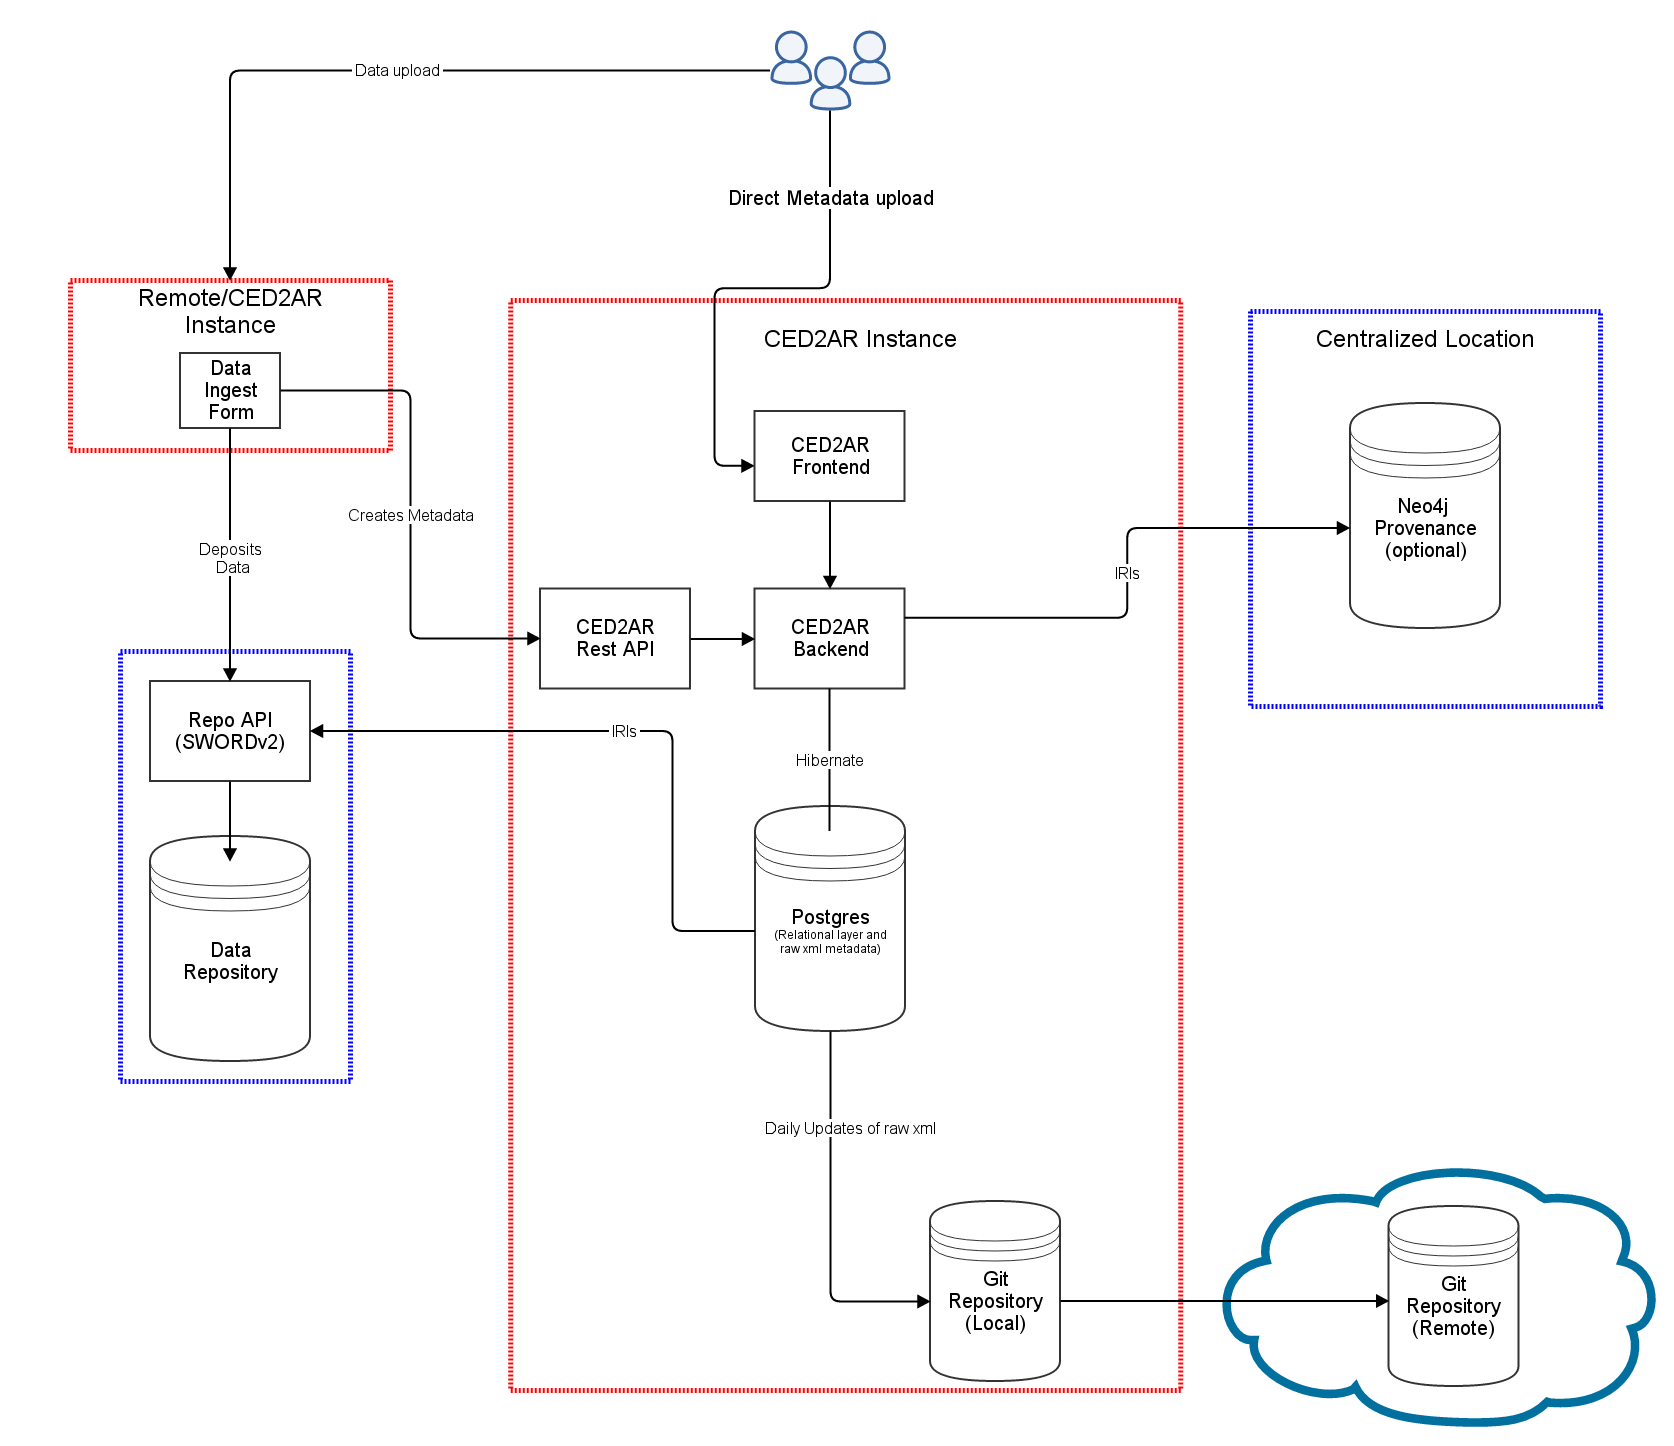 Data upload
Direct Metadata upload
Remote/CED2AR
Instance
Data
Ingest
Form
CED2AR Instance
Centralized Location
CED2AR
Frontend
Neo4j
Provenance
(optional)
Creates Metadata
Deposits
Data
IRIs
CED2AR
Rest API
CED2AR
Backend
Repo API
(SWORDv2)
IRIs
Hibernate
Data
Repository
Postgres
(Relational layer and
raw xml metadata)
Daily Updates of raw xml
Git
Repository
(Local)
Git
Repository
(Remote)